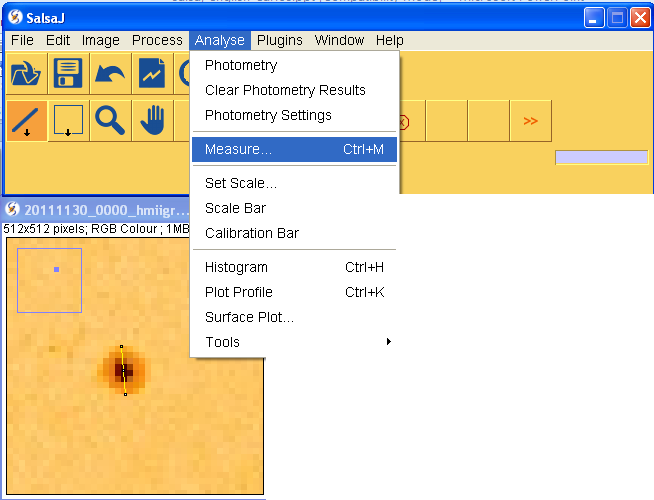 SalsaJ
File Edit Image Process Analyse Plugins Window Help
Photometry
Clear Photometry Results
Photometry Settings
>>
Measure... Ctrl+M
Set Scale...
Scale Bar
Calibration Bar
Histogram Ctrl+H
Plot Profile Ctrl+K
Surface Plot...
Tools
20111130_0000_hmiigr...
512x512 pixels; RGB Colour; 1MB